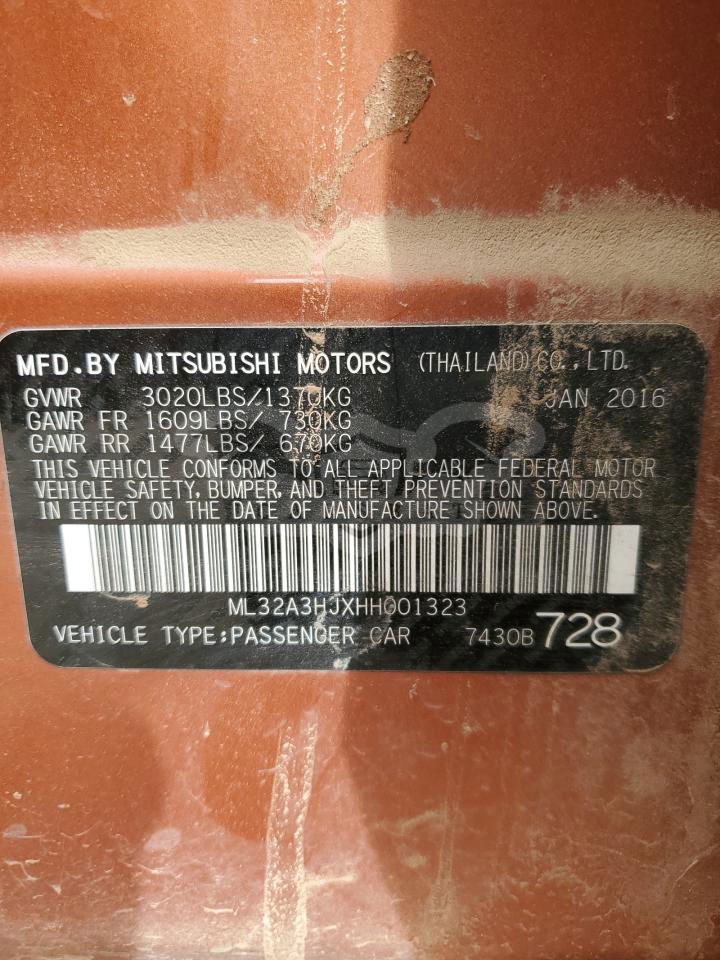 MFD.BY MITSUBISHI MOTORS (THAILAND) CO., LTD.
GVWR 3020LBS/1370KG JAN 2016
GAWR FR 1609LBS/ 730KG
GAWR RR 1477LBS/ 670KG
THIS VEHICLE CONFORMS TO ALL APPLICABLE FEDERAL MOTOR
VEHICLE SAFETY, BUMPER, AND THEFT PREVENTION STANDARDS
IN EFFECT ON THE DATE OF MANUFACTURE SHOWN ABOVE.
ML32A3HJXHH001323
VEHICLE TYPE:PASSENGER CAR 7430B 728